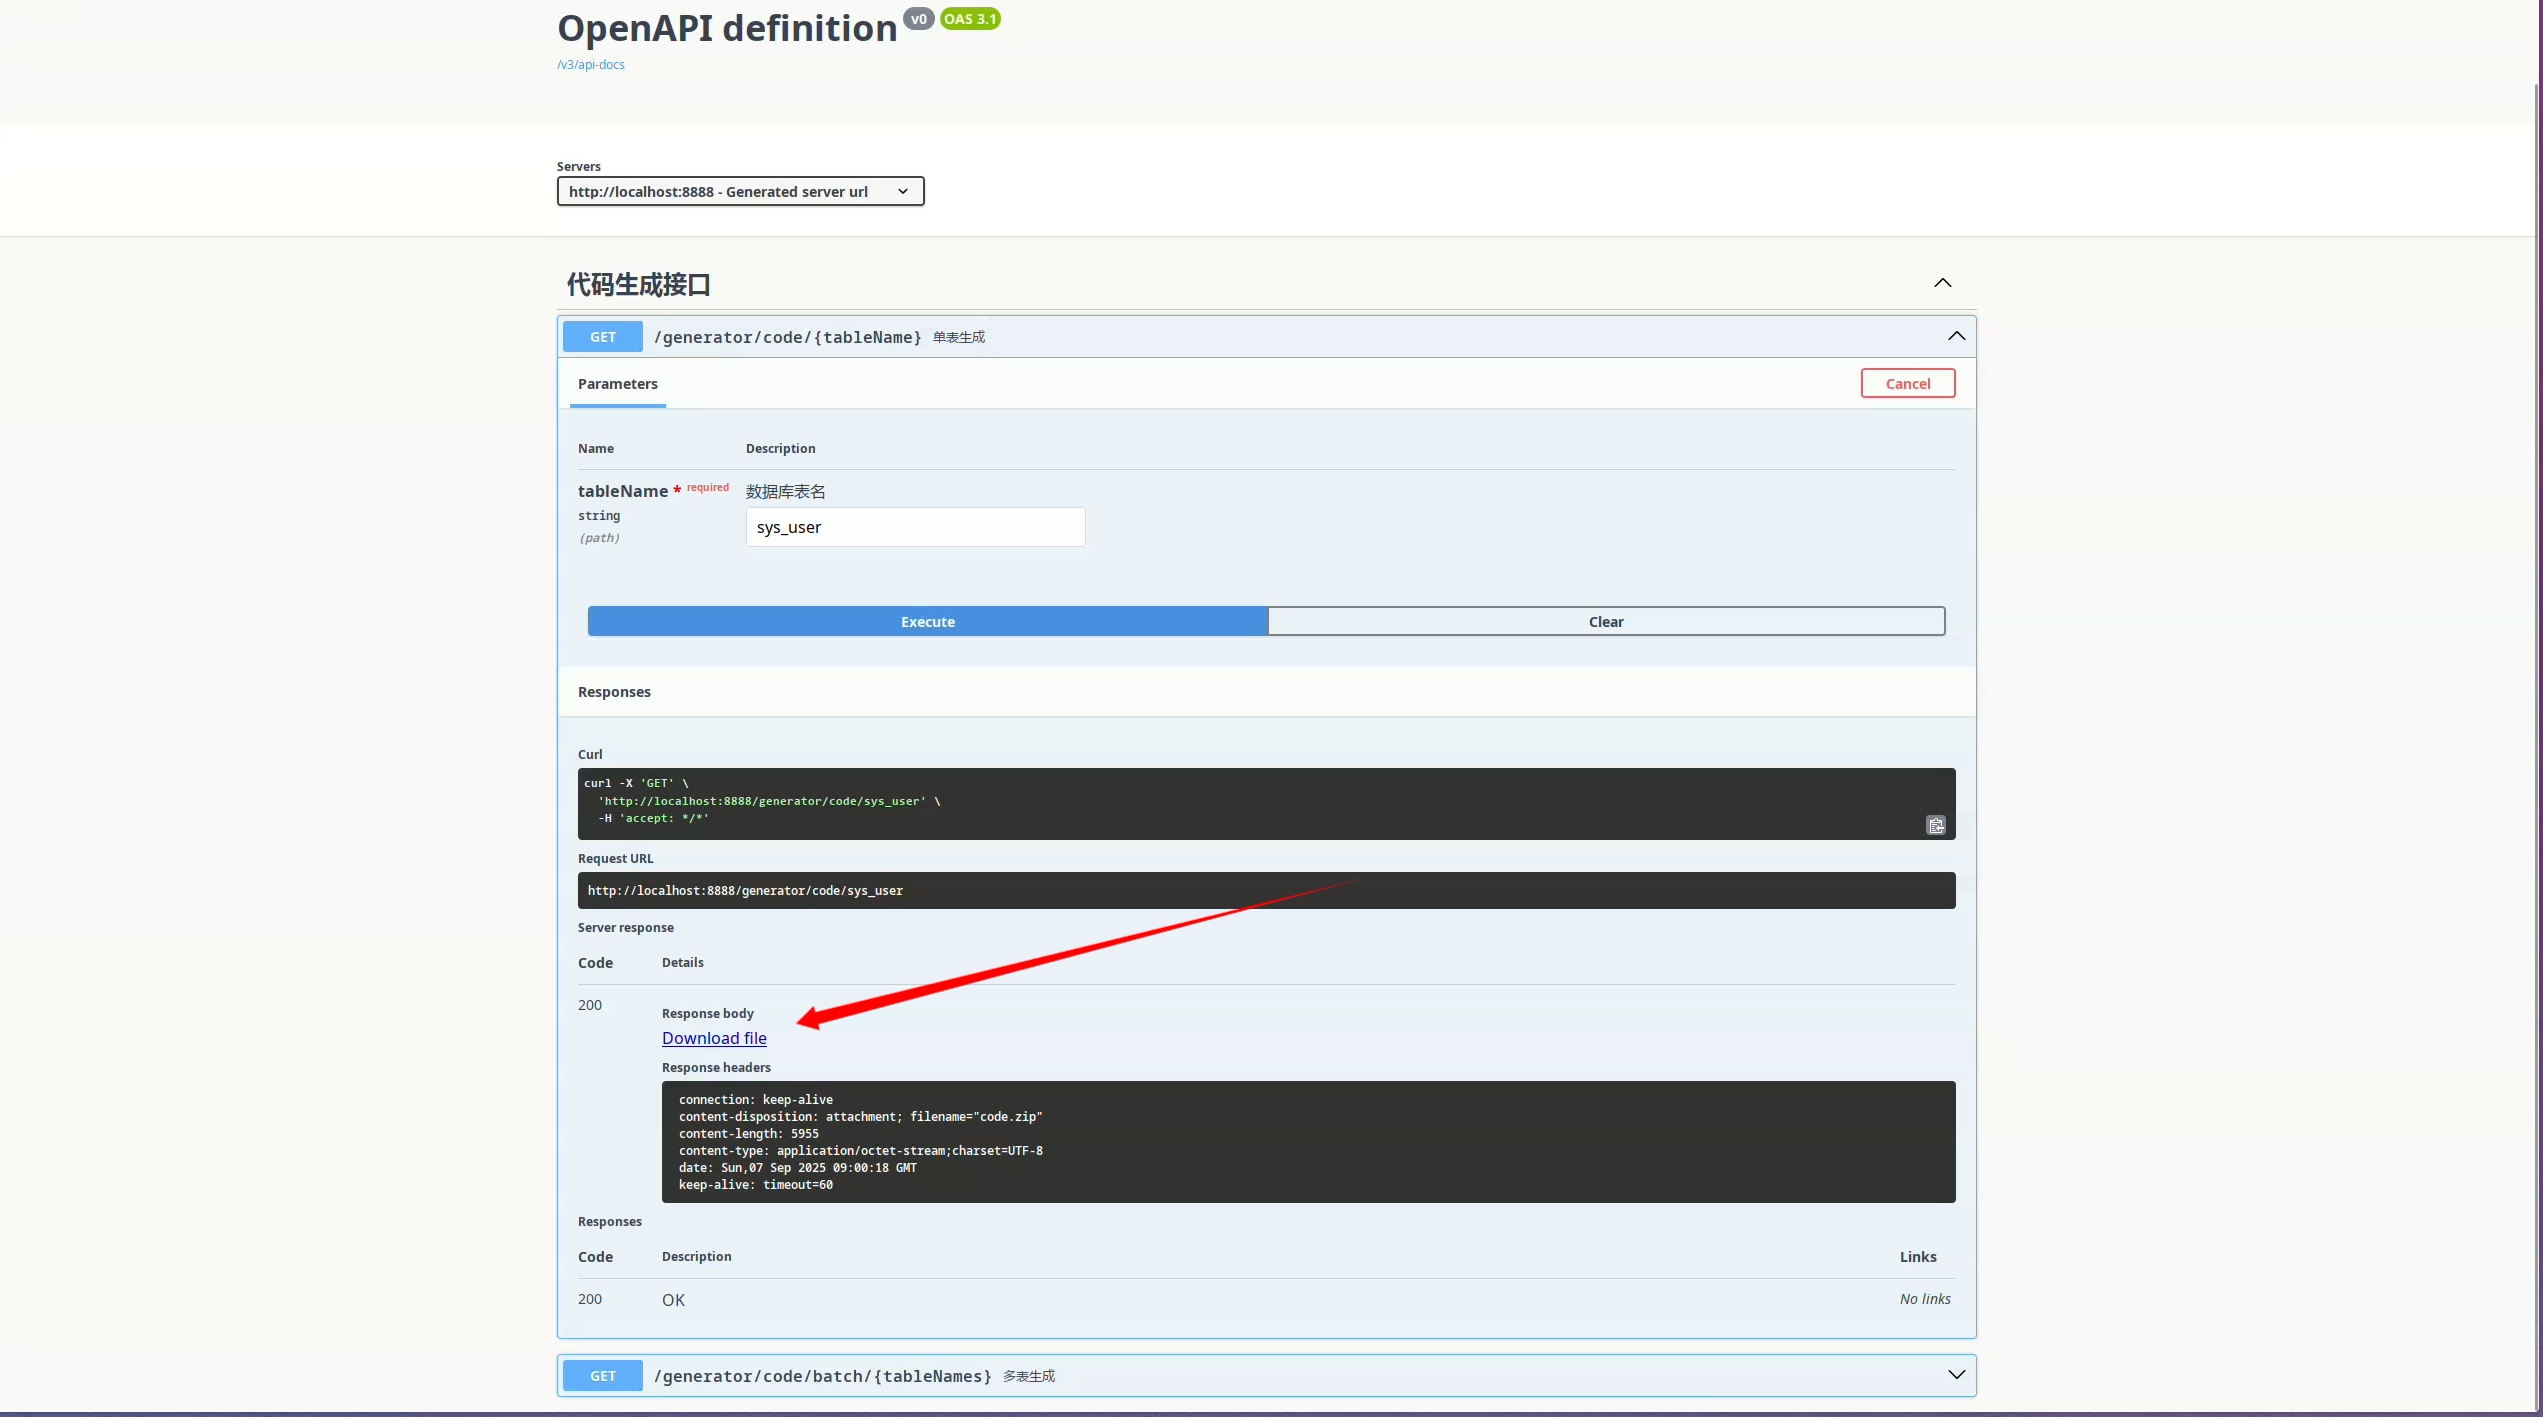 OpenAPI definition v0 OAS 3.1
/v3/api-docs
Servers
http://localhost:8888 - Generated server url
代码生成接口
GET /generator/code/{tableName} 单表生成
Parameters Cancel
Name Description
tableName * required 数据库表名
string
(path)
sys_user
Execute Clear
Responses
Curl
curl -X 'GET' \
'http://localhost:8888/generator/code/sys_user' \
-H 'accept: */*'
Request URL
http://localhost:8888/generator/code/sys_user
Server response
Code Details
200
Response body
Download file
Response headers
connection: keep-alive
content-disposition: attachment; filename="code.zip"
content-length: 5955
content-type: application/octet-stream;charset=UTF-8
date: Sun,07 Sep 2025 09:00:18 GMT
keep-alive: timeout=60
Responses
Code Description Links
200 OK No links
GET /generator/code/batch/{tableNames} 多表生成